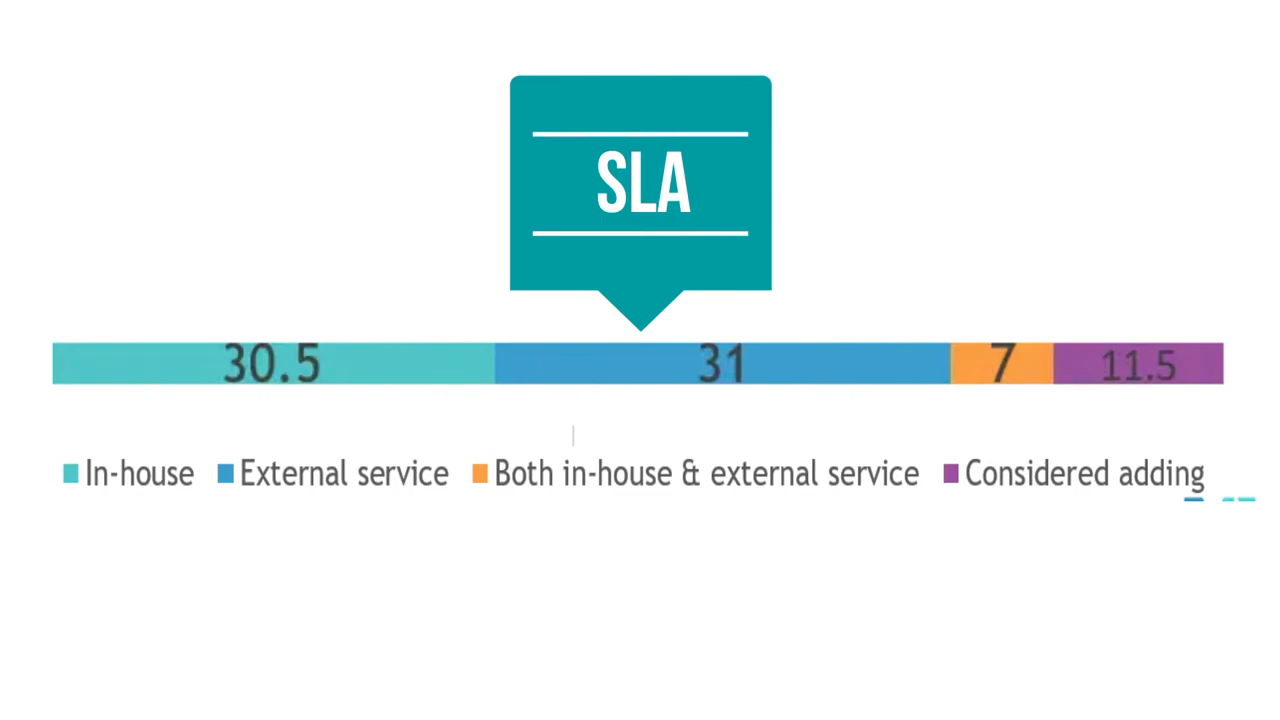 SLA
30.5 31 7 11.5
In-house External service Both in-house & external service Considered adding